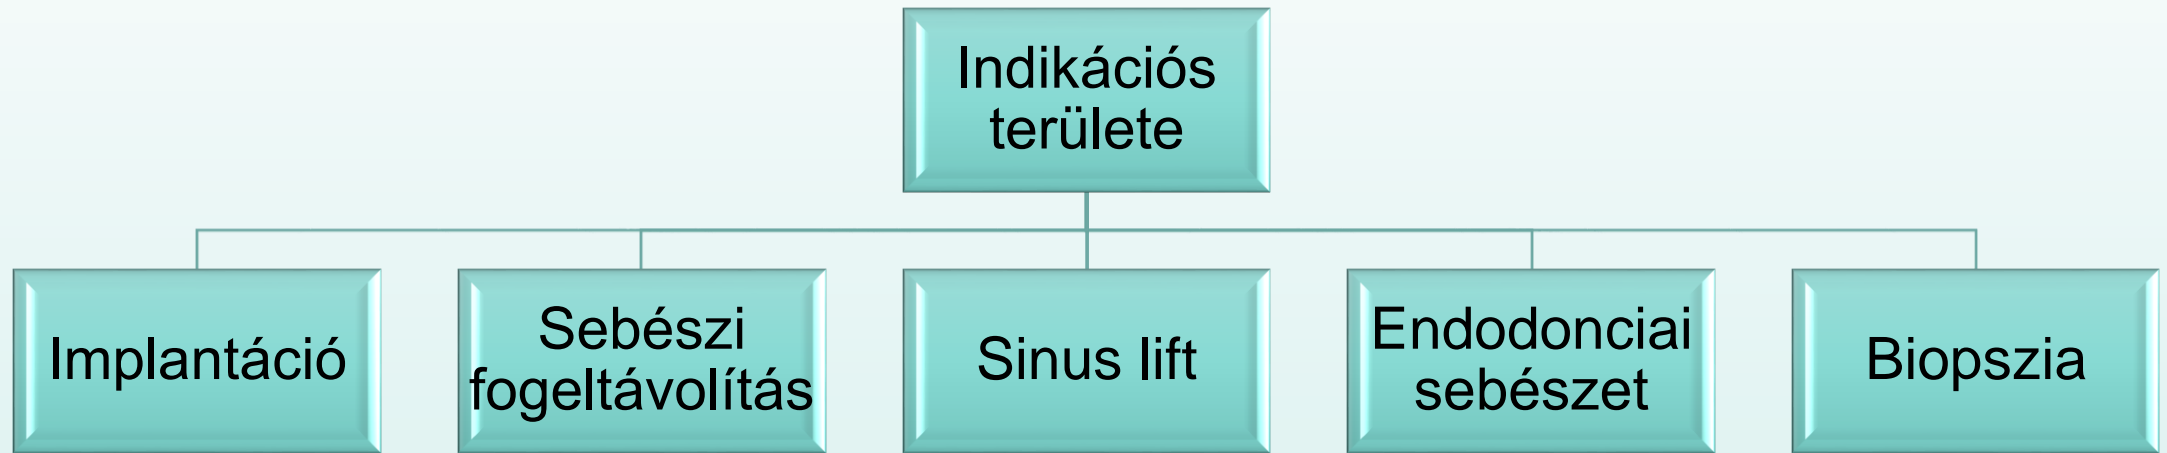 Indikációs
területe
Implantáció
Sebészi
fogeltávolítás
Sinus lift
Endodonciai
sebészet
Biopszia